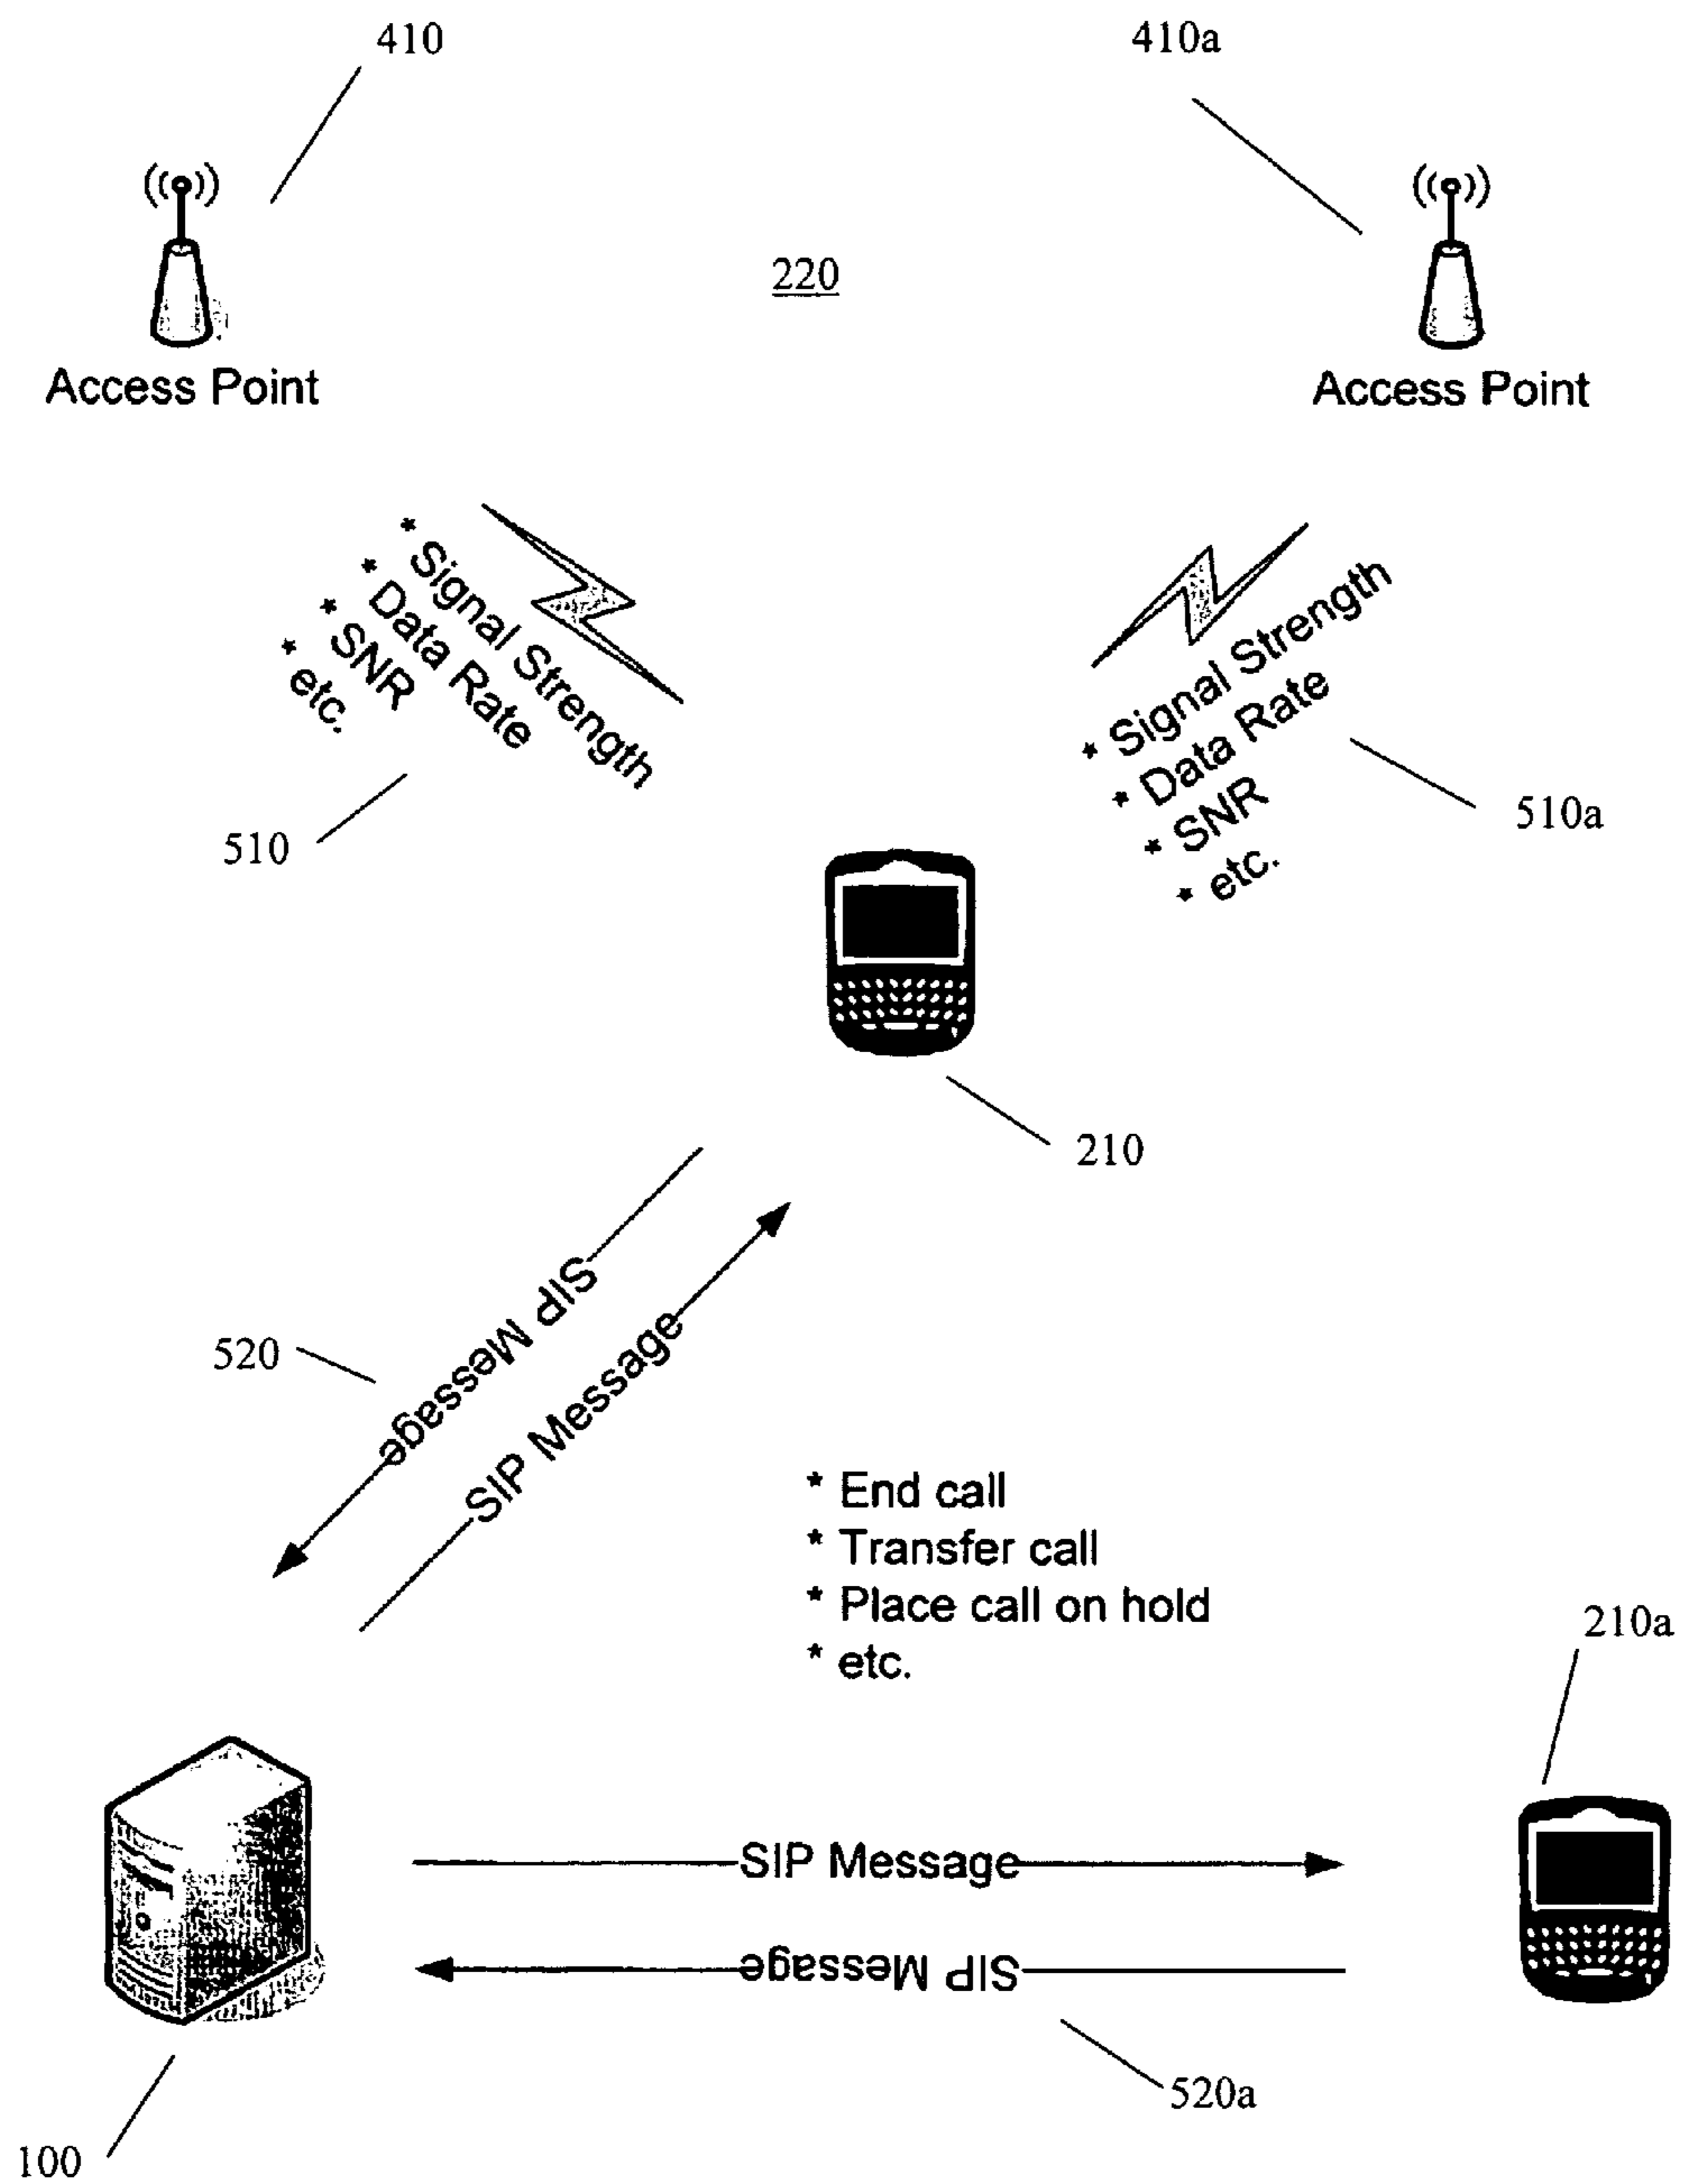 410
410a
220
Access Point
Access Point
* Signal Strength
* Data Rate
* SNR
* etc.
510
* Signal Strength
* Data Rate
* SNR
* etc.
510a
210
520
SIP Message
SIP Message
* End call
* Transfer call
* Place call on hold
* etc.
210a
SIP Message
SIP Message
520a
100